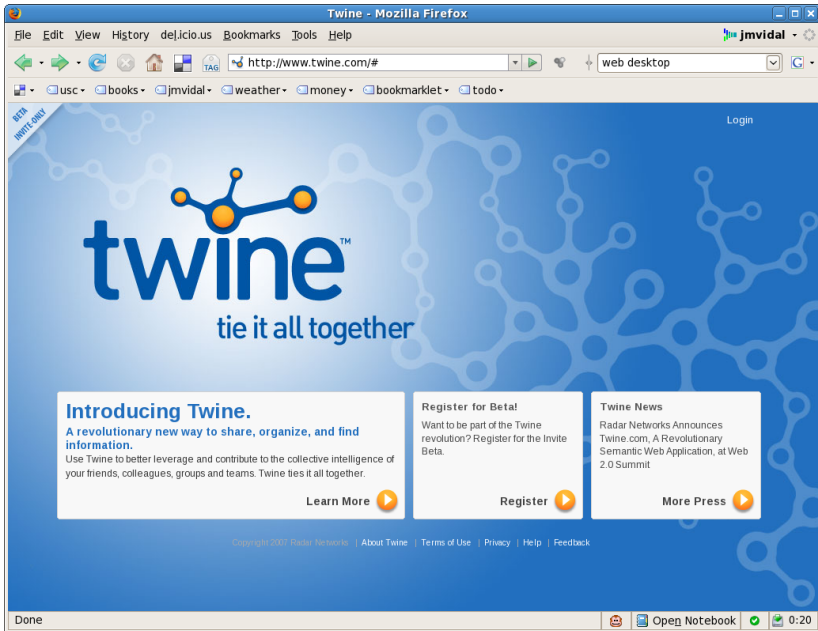 Twine - Mozilla Firefox
File Edit View History del.icio.us Bookmarks Tools Help jmvidal
TAG http://www.twine.com/# web desktop G
usc books jmvidal weather money bookmarklet todo
BETA
INVITE-ONLY
Login
twine™
tie it all together
Introducing Twine.
A revolutionary new way to share, organize, and find
information.
Use Twine to better leverage and contribute to the collective intelligence of
your friends, colleagues, groups and teams. Twine ties it all together.
Learn More
Register for Beta!
Want to be part of the Twine
revolution? Register for the Invite
Beta.
Register
Twine News
Radar Networks Announces
Twine.com, A Revolutionary
Semantic Web Application, at Web
2.0 Summit
More Press
Copyright 2007 Radar Networks | About Twine | Terms of Use | Privacy | Help | Feedback
Done Open Notebook 0:20